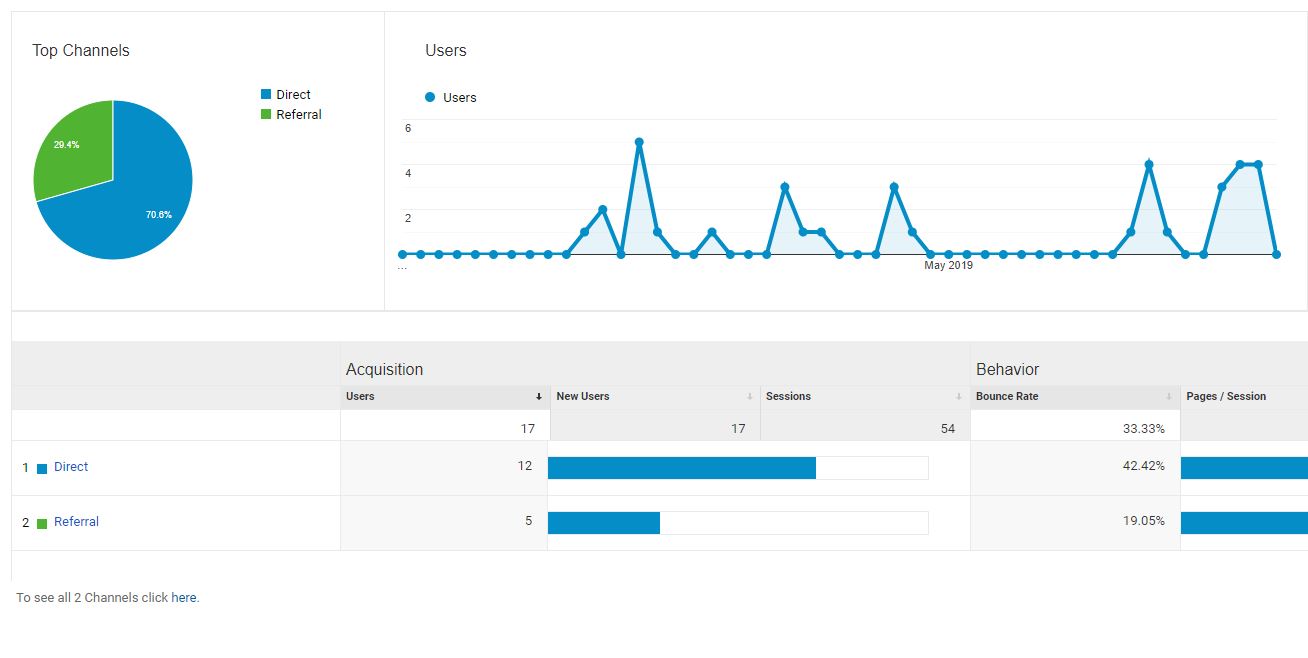 Top Channels
Direct
Referral
29.4%
70.6%
Users
Users
6
4
2
...
May 2019
Acquisition
Behavior
Users
New Users
Sessions
Bounce Rate
Pages / Session
17
17
54
33.33%
1 Direct 12 42.42%
2 Referral 5 19.05%
To see all 2 Channels click here.